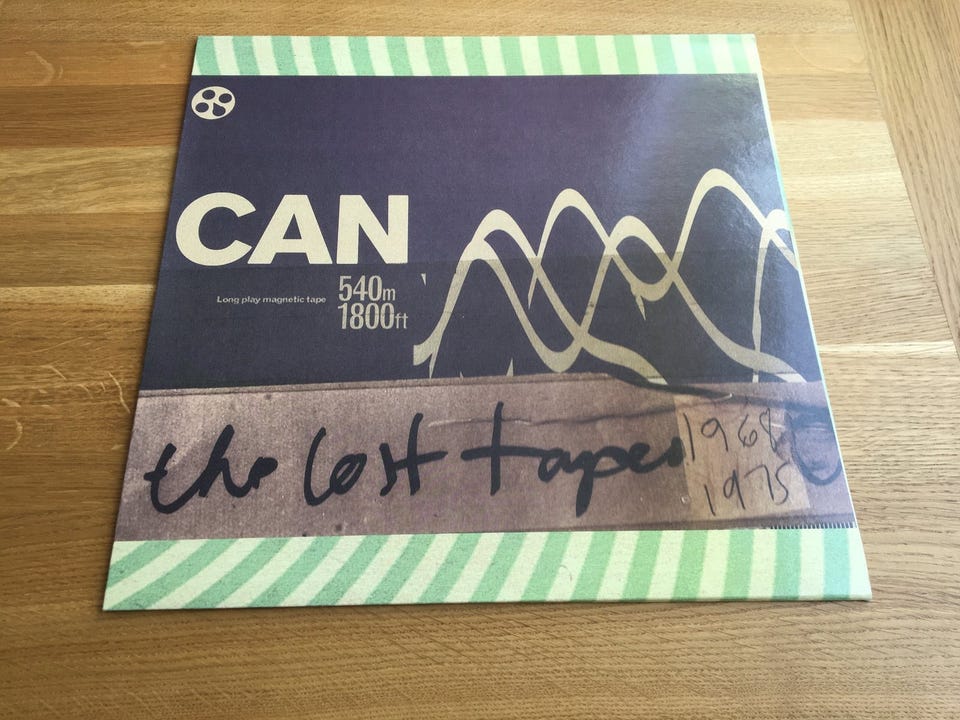 CAN
Long play magnetic tape
540m
1800ft
the lost tapes
1968
1975